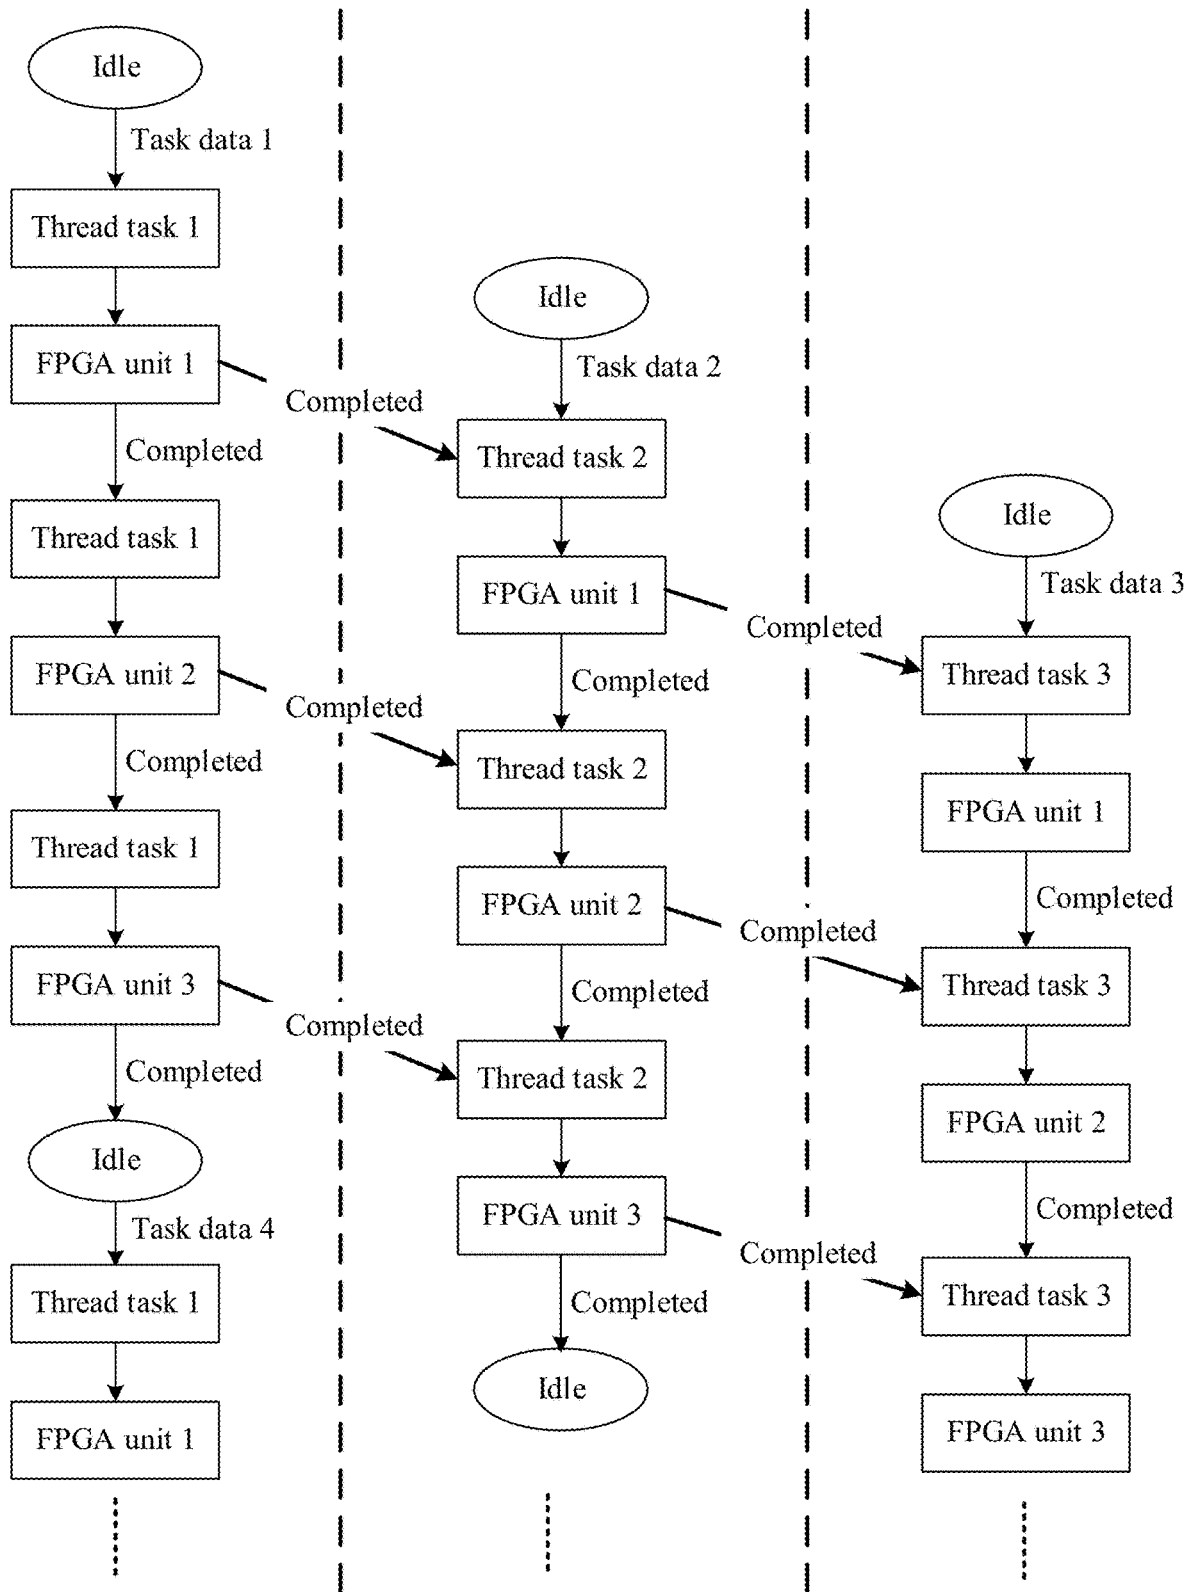 Idle
Task data 1
Thread task 1
FPGA unit 1
Completed
Thread task 1
FPGA unit 2
Completed
Thread task 1
FPGA unit 3
Completed
Idle
Task data 4
Thread task 1
FPGA unit 1
Completed
Completed
Completed
Idle
Task data 2
Thread task 2
FPGA unit 1
Completed
Thread task 2
FPGA unit 2
Completed
Thread task 2
FPGA unit 3
Completed
Idle
Completed
Completed
Completed
Idle
Task data 3
Thread task 3
FPGA unit 1
Completed
Thread task 3
FPGA unit 2
Completed
Thread task 3
FPGA unit 3